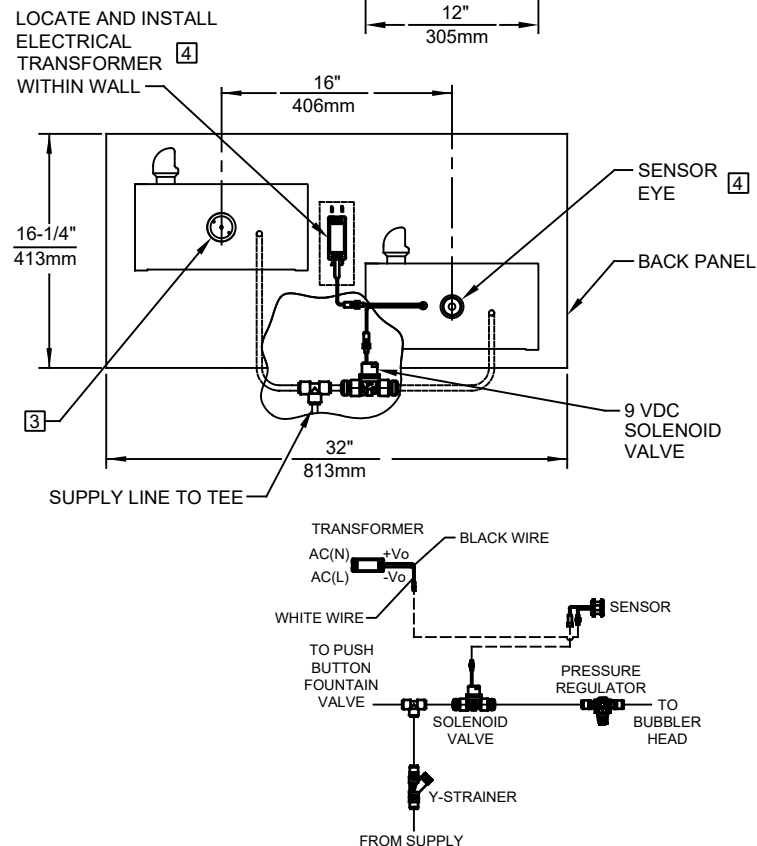 LOCATE AND INSTALL
ELECTRICAL
TRANSFORMER 4
WITHIN WALL
12"
305mm
16"
406mm
SENSOR
EYE 4
16-1/4"
413mm
BACK PANEL
3
9 VDC
SOLENOID
VALVE
32"
813mm
SUPPLY LINE TO TEE
TRANSFORMER
BLACK WIRE
AC(N) +Vo
AC(L) -Vo
WHITE WIRE
SENSOR
TO PUSH
BUTTON
FOUNTAIN
VALVE
PRESSURE
REGULATOR
SOLENOID
VALVE
TO
BUBBLER
HEAD
Y-STRAINER
FROM SUPPLY